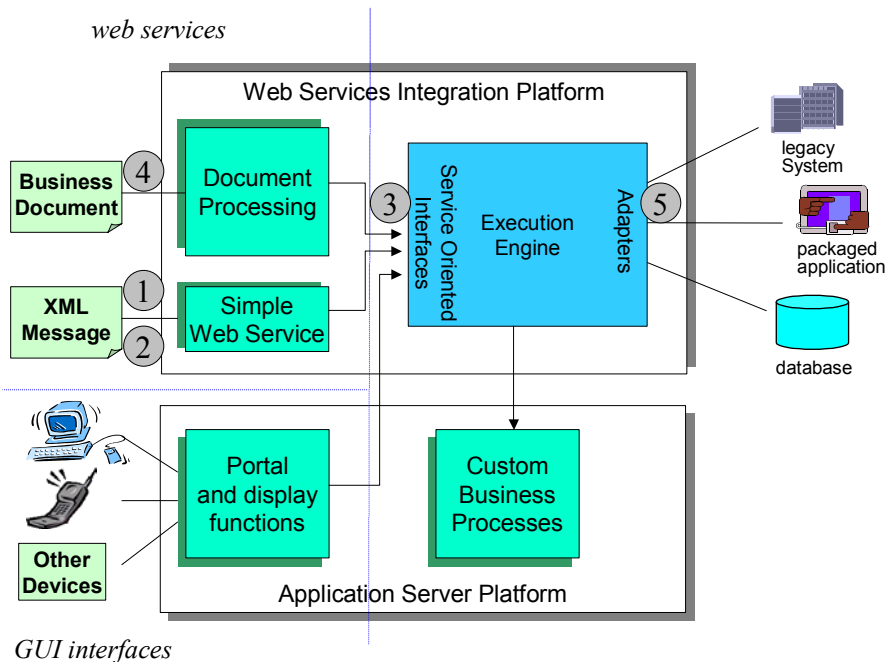 web services
Web Services Integration Platform
Business
Document
4
Document
Processing
3
Service Oriented
Interfaces
Execution
Engine
Adapters
5
legacy
System
packaged
application
XML
Message
1
2
Simple
Web Service
database
Portal
and display
functions
Custom
Business
Processes
Other
Devices
Application Server Platform
GUI interfaces